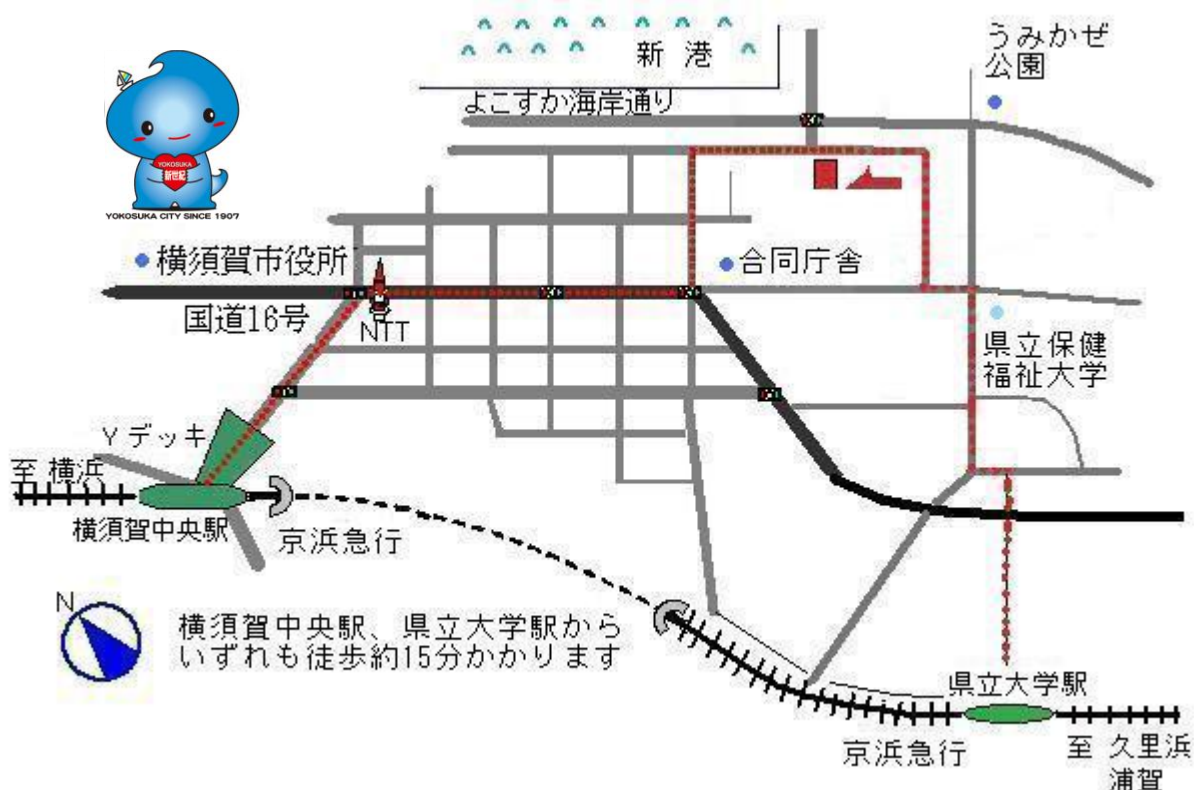 新港
うみかぜ
公園
よこすか海岸通り
YOKOSUKA
新世紀
YOKOSUKA CITY SINCE 1907
横須賀市役所
合同庁舎
国道16号
NTT
県立保健
福祉大学
Yデッキ
至 横浜
横須賀中央駅
京浜急行
N
横須賀中央駅、県立大学駅から
いずれも徒歩約15分かかります
県立大学駅
京浜急行
至 久里浜
浦賀